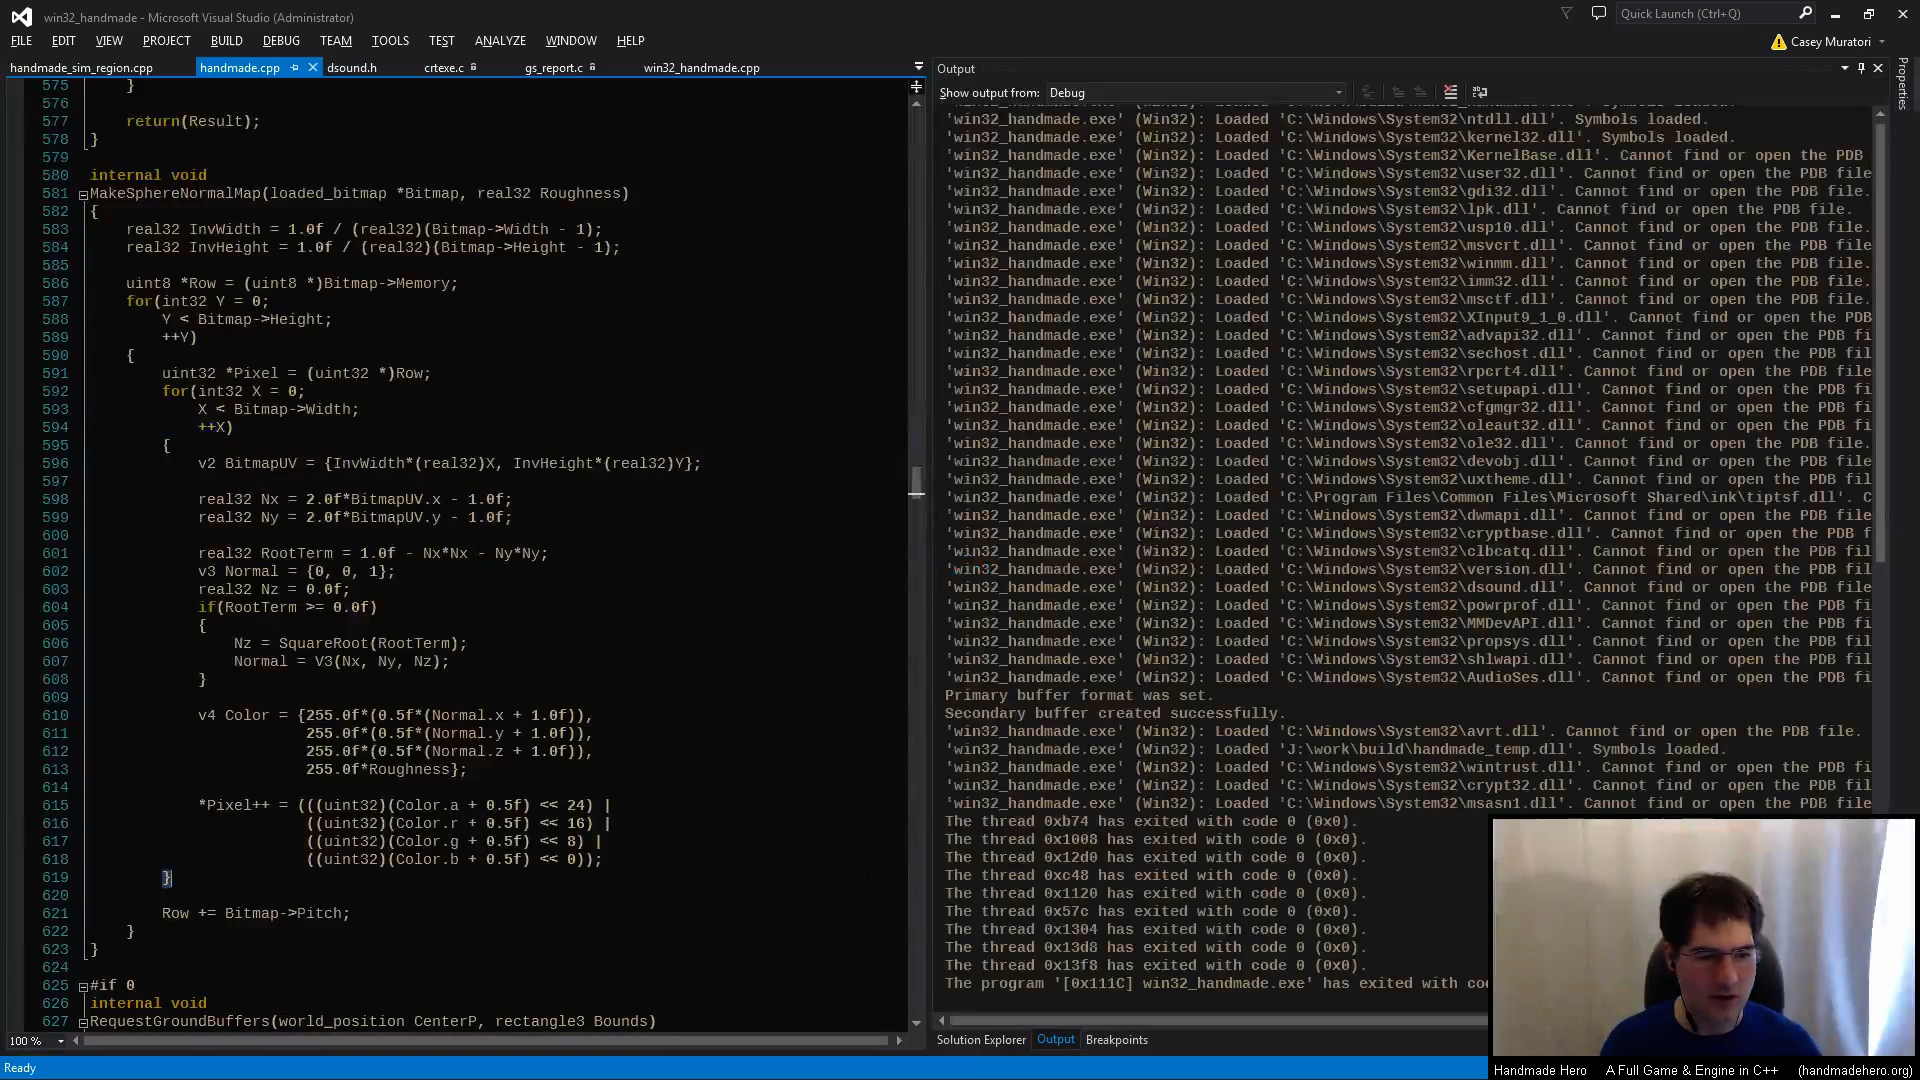 win32_handmade - Microsoft Visual Studio (Administrator)
Quick Launch (Ctrl+Q)
FILE EDIT VIEW PROJECT BUILD DEBUG TEAM TOOLS TEST ANALYZE WINDOW HELP
Casey Muratori
handmade_sim_region.cpp handmade.cpp dsound.h crtexe.c gs_report.c win32_handmade.cpp
575 }
576
577 return(Result);
578 }
579
580 internal void
581 MakeSphereNormalMap(loaded_bitmap *Bitmap, real32 Roughness)
582 {
583 real32 InvWidth = 1.0f / (real32)(Bitmap->Width - 1);
584 real32 InvHeight = 1.0f / (real32)(Bitmap->Height - 1);
585
586 uint8 *Row = (uint8 *)Bitmap->Memory;
587 for(int32 Y = 0;
588 Y < Bitmap->Height;
589 ++Y)
590 {
591 uint32 *Pixel = (uint32 *)Row;
592 for(int32 X = 0;
593 X < Bitmap->Width;
594 ++X)
595 {
596 v2 BitmapUV = {InvWidth*(real32)X, InvHeight*(real32)Y};
597
598 real32 Nx = 2.0f*BitmapUV.x - 1.0f;
599 real32 Ny = 2.0f*BitmapUV.y - 1.0f;
600
601 real32 RootTerm = 1.0f - Nx*Nx - Ny*Ny;
602 v3 Normal = {0, 0, 1};
603 real32 Nz = 0.0f;
604 if(RootTerm >= 0.0f)
605 {
606 Nz = SquareRoot(RootTerm);
607 Normal = V3(Nx, Ny, Nz);
608 }
609
610 v4 Color = {255.0f*(0.5f*(Normal.x + 1.0f)),
611 255.0f*(0.5f*(Normal.y + 1.0f)),
612 255.0f*(0.5f*(Normal.z + 1.0f)),
613 255.0f*Roughness};
614
615 *Pixel++ = (((uint32)(Color.a + 0.5f) << 24) |
616 ((uint32)(Color.r + 0.5f) << 16) |
617 ((uint32)(Color.g + 0.5f) << 8) |
618 ((uint32)(Color.b + 0.5f) << 0));
619 }
620
621 Row += Bitmap->Pitch;
622 }
623 }
624
625 #if 0
626 internal void
627 RequestGroundBuffers(world_position CenterP, rectangle3 Bounds)
100 %
Output
Show output from: Debug
'win32_handmade.exe' (Win32): Loaded 'C:\Windows\System32\ntdll.dll'. Symbols loaded.
'win32_handmade.exe' (Win32): Loaded 'C:\Windows\System32\kernel32.dll'. Symbols loaded.
'win32_handmade.exe' (Win32): Loaded 'C:\Windows\System32\KernelBase.dll'. Cannot find or open the PDB
'win32_handmade.exe' (Win32): Loaded 'C:\Windows\System32\user32.dll'. Cannot find or open the PDB file.
'win32_handmade.exe' (Win32): Loaded 'C:\Windows\System32\gdi32.dll'. Cannot find or open the PDB file.
'win32_handmade.exe' (Win32): Loaded 'C:\Windows\System32\lpk.dll'. Cannot find or open the PDB file.
'win32_handmade.exe' (Win32): Loaded 'C:\Windows\System32\usp10.dll'. Cannot find or open the PDB file.
'win32_handmade.exe' (Win32): Loaded 'C:\Windows\System32\msvcrt.dll'. Cannot find or open the PDB file.
'win32_handmade.exe' (Win32): Loaded 'C:\Windows\System32\winmm.dll'. Cannot find or open the PDB file.
'win32_handmade.exe' (Win32): Loaded 'C:\Windows\System32\imm32.dll'. Cannot find or open the PDB file.
'win32_handmade.exe' (Win32): Loaded 'C:\Windows\System32\msctf.dll'. Cannot find or open the PDB file.
'win32_handmade.exe' (Win32): Loaded 'C:\Windows\System32\XInput9_1_0.dll'. Cannot find or open the PDB
'win32_handmade.exe' (Win32): Loaded 'C:\Windows\System32\advapi32.dll'. Cannot find or open the PDB fil
'win32_handmade.exe' (Win32): Loaded 'C:\Windows\System32\sechost.dll'. Cannot find or open the PDB file
'win32_handmade.exe' (Win32): Loaded 'C:\Windows\System32\rpcrt4.dll'. Cannot find or open the PDB file.
'win32_handmade.exe' (Win32): Loaded 'C:\Windows\System32\setupapi.dll'. Cannot find or open the PDB fil
'win32_handmade.exe' (Win32): Loaded 'C:\Windows\System32\cfgmgr32.dll'. Cannot find or open the PDB fil
'win32_handmade.exe' (Win32): Loaded 'C:\Windows\System32\oleaut32.dll'. Cannot find or open the PDB fil
'win32_handmade.exe' (Win32): Loaded 'C:\Windows\System32\ole32.dll'. Cannot find or open the PDB file.
'win32_handmade.exe' (Win32): Loaded 'C:\Windows\System32\devobj.dll'. Cannot find or open the PDB file.
'win32_handmade.exe' (Win32): Loaded 'C:\Windows\System32\uxtheme.dll'. Cannot find or open the PDB file
'win32_handmade.exe' (Win32): Loaded 'C:\Program Files\Common Files\Microsoft Shared\ink\tiptsf.dll'. C
'win32_handmade.exe' (Win32): Loaded 'C:\Windows\System32\dwmapi.dll'. Cannot find or open the PDB file.
'win32_handmade.exe' (Win32): Loaded 'C:\Windows\System32\cryptbase.dll'. Cannot find or open the PDB fi
'win32_handmade.exe' (Win32): Loaded 'C:\Windows\System32\clbcatq.dll'. Cannot find or open the PDB file
'win32_handmade.exe' (Win32): Loaded 'C:\Windows\System32\version.dll'. Cannot find or open the PDB file
'win32_handmade.exe' (Win32): Loaded 'C:\Windows\System32\dsound.dll'. Cannot find or open the PDB file.
'win32_handmade.exe' (Win32): Loaded 'C:\Windows\System32\powrprof.dll'. Cannot find or open the PDB fil
'win32_handmade.exe' (Win32): Loaded 'C:\Windows\System32\MMDevAPI.dll'. Cannot find or open the PDB fil
'win32_handmade.exe' (Win32): Loaded 'C:\Windows\System32\propsys.dll'. Cannot find or open the PDB file
'win32_handmade.exe' (Win32): Loaded 'C:\Windows\System32\shlwapi.dll'. Cannot find or open the PDB file
'win32_handmade.exe' (Win32): Loaded 'C:\Windows\System32\AudioSes.dll'. Cannot find or open the PDB fil
Primary buffer format was set.
Secondary buffer created successfully.
'win32_handmade.exe' (Win32): Loaded 'C:\Windows\System32\avrt.dll'. Cannot find or open the PDB file.
'win32_handmade.exe' (Win32): Loaded 'J:\work\build\handmade_temp.dll'. Symbols loaded.
'win32_handmade.exe' (Win32): Loaded 'C:\Windows\System32\wintrust.dll'. Cannot find or open the PDB fil
'win32_handmade.exe' (Win32): Loaded 'C:\Windows\System32\crypt32.dll'. Cannot find or open the PDB file
'win32_handmade.exe' (Win32): Loaded 'C:\Windows\System32\msasn1.dll'. Cannot find or open the PDB file.
The thread 0xb74 has exited with code 0 (0x0).
The thread 0x1008 has exited with code 0 (0x0).
The thread 0x12d0 has exited with code 0 (0x0).
The thread 0xc48 has exited with code 0 (0x0).
The thread 0x1120 has exited with code 0 (0x0).
The thread 0x57c has exited with code 0 (0x0).
The thread 0x1304 has exited with code 0 (0x0).
The thread 0x13d8 has exited with code 0 (0x0).
The thread 0x13f8 has exited with code 0 (0x0).
The program '[0x111C] win32_handmade.exe' has exited with cod
Solution Explorer Output Breakpoints
Properties
Ready
Handmade Hero A Full Game & Engine in C++ (handmadehero.org)